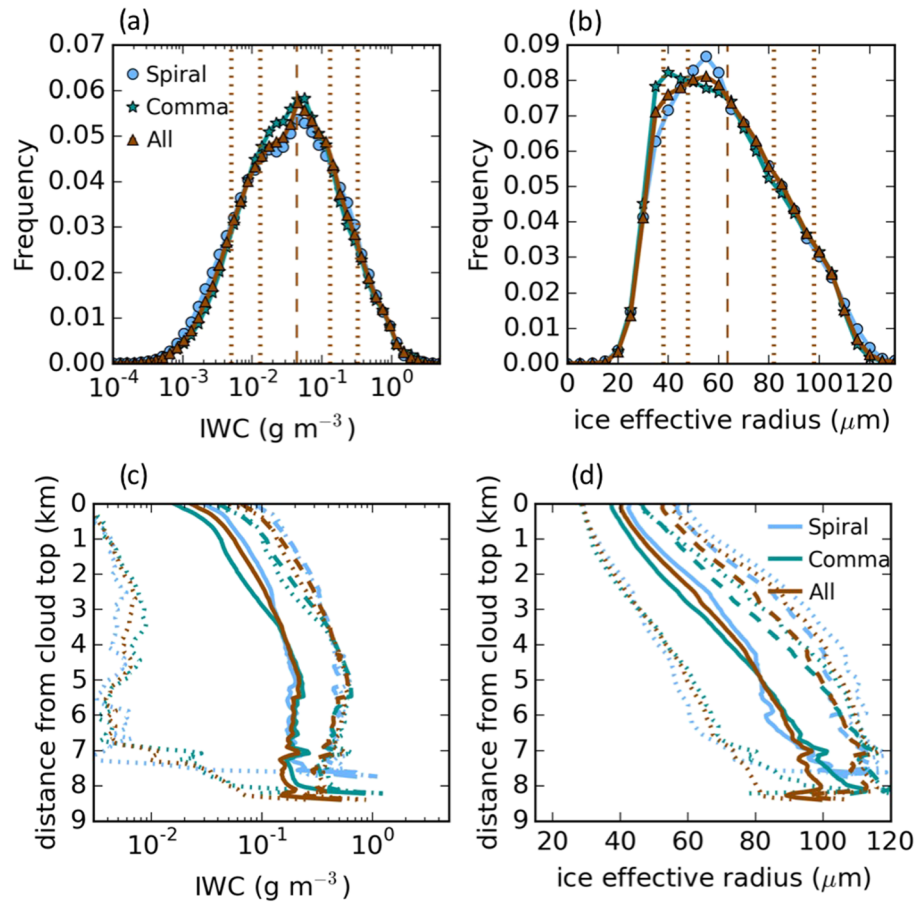 (a)
0.07
0.06
0.05
0.04
0.03
0.02
0.01
0.00
Frequency
Spiral
Comma
All
10⁻⁴ 10⁻³ 10⁻² 10⁻¹ 10⁰
IWC (g m⁻³)
(b)
0.09
0.08
0.07
0.06
0.05
0.04
0.03
0.02
0.01
0.00
Frequency
0 20 40 60 80 100 120
ice effective radius (μm)
(c)
0
1
2
3
4
5
6
7
8
9
distance from cloud top (km)
10⁻² 10⁻¹ 10⁰
IWC (g m⁻³)
(d)
0
1
2
3
4
5
6
7
8
9
distance from cloud top (km)
Spiral
Comma
All
20 40 60 80 100 120
ice effective radius (μm)